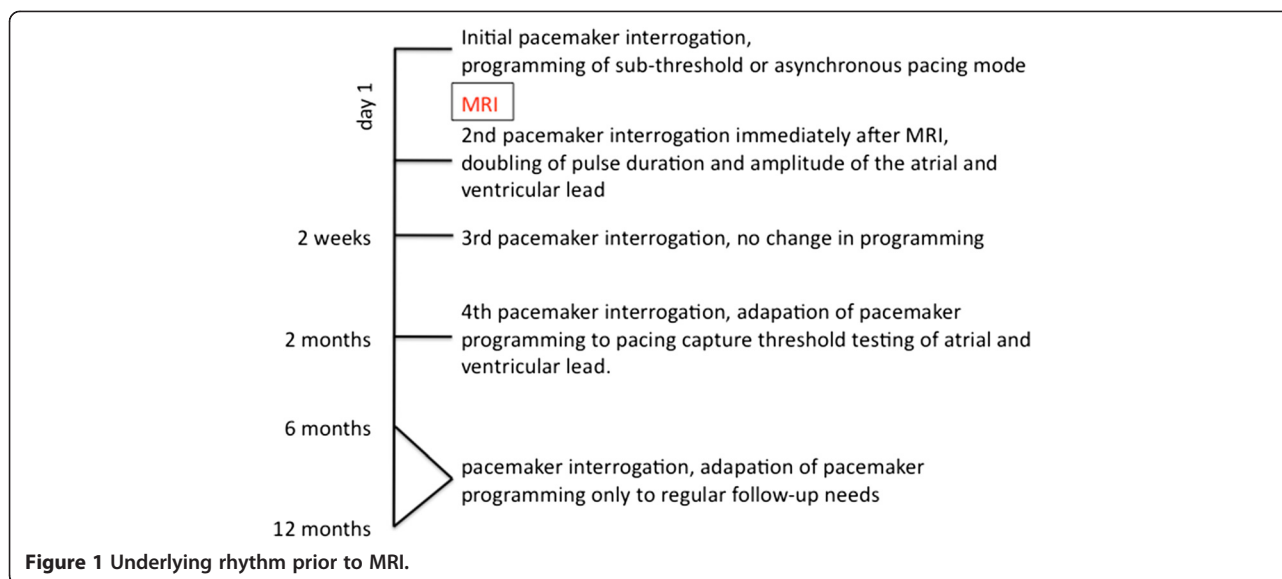 Initial pacemaker interrogation,
programming of sub-threshold or asynchronous pacing mode
day 1
MRI
2nd pacemaker interrogation immediately after MRI,
doubling of pulse duration and amplitude of the atrial and
ventricular lead
2 weeks
3rd pacemaker interrogation, no change in programming
4th pacemaker interrogation, adapation of pacemaker
2 months
programming to pacing capture threshold testing of atrial and
ventricular lead.
6 months
pacemaker interrogation, adapation of pacemaker
programming only to regular follow-up needs
12 months
Figure 1 Underlying rhythm prior to MRI.